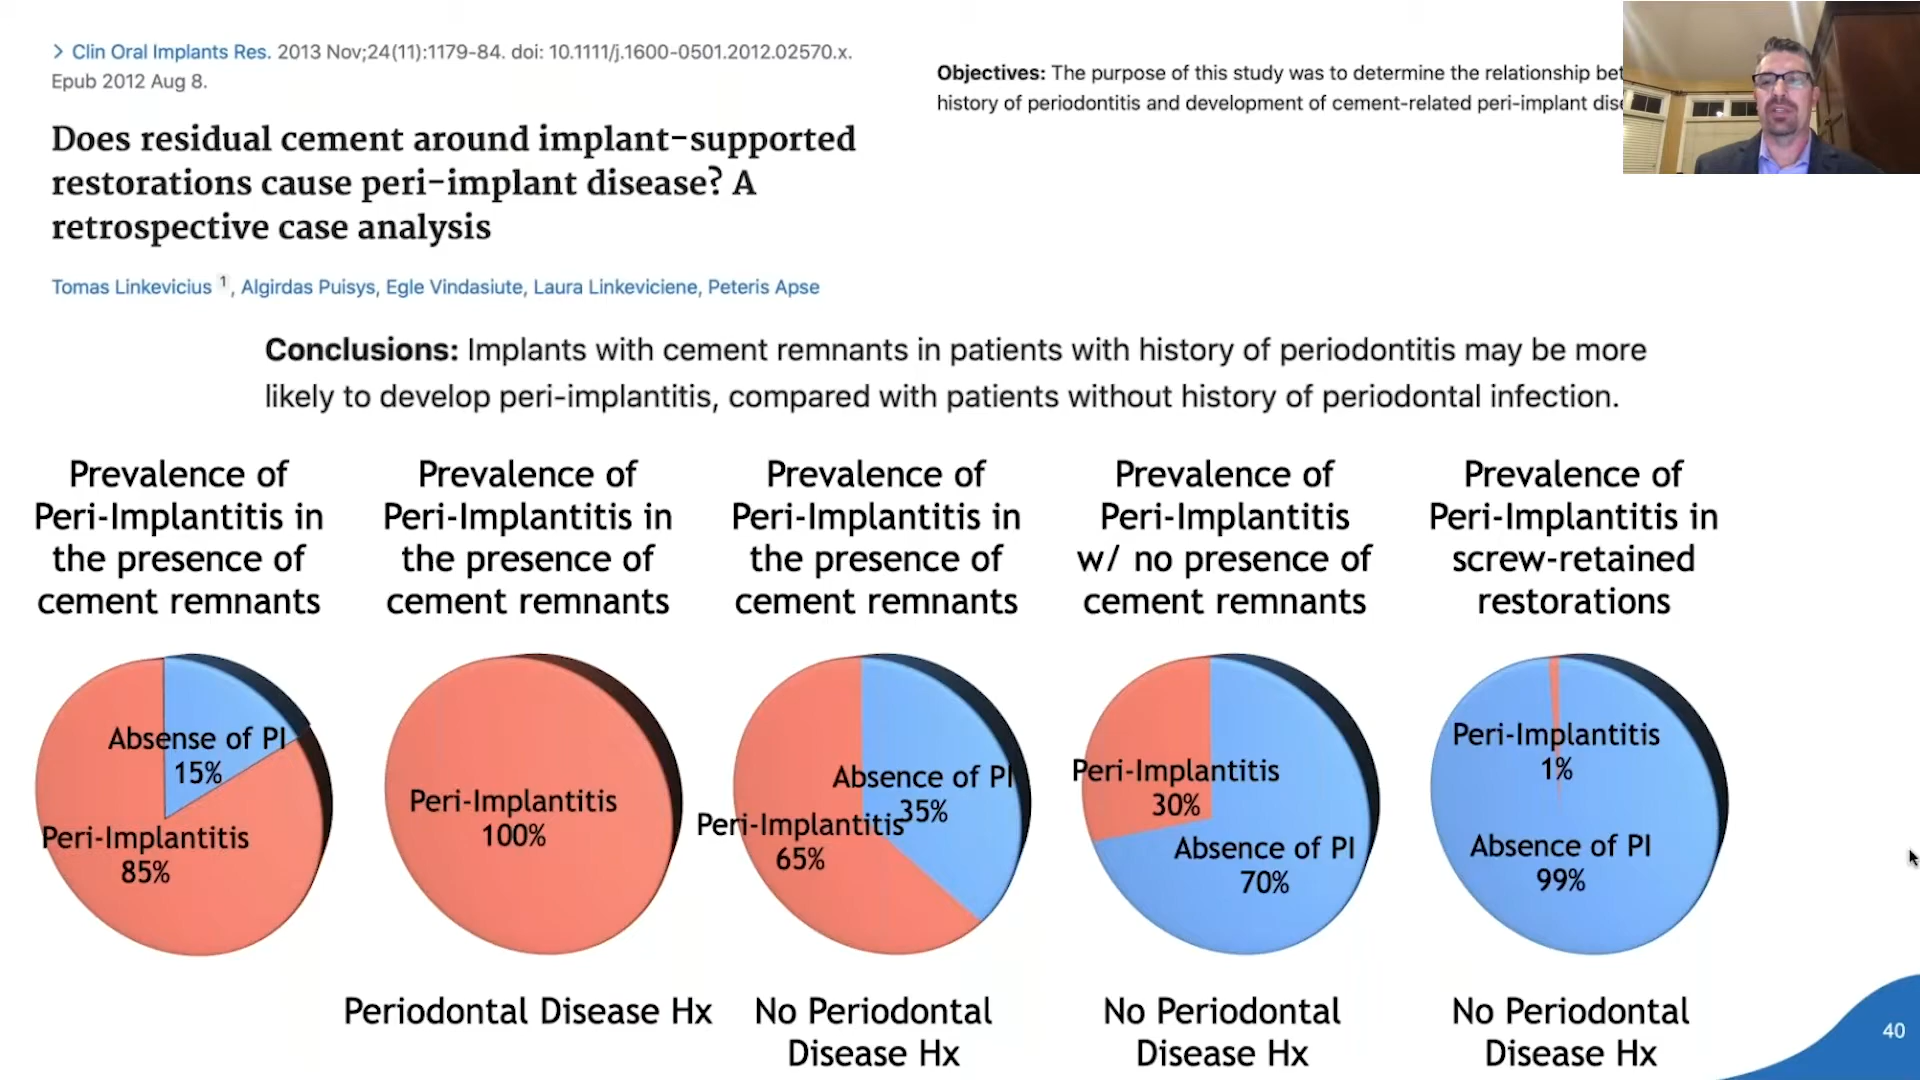 > Clin Oral Implants Res. 2013 Nov;24(11):1179-84. doi: 10.1111/j.1600-0501.2012.02570.x.
Epub 2012 Aug 8.
Does residual cement around implant-supported
restorations cause peri-implant disease? A
retrospective case analysis
Tomas Linkevicius 1, Algirdas Puisys, Egle Vindasiute, Laura Linkeviciene, Peteris Apse
Objectives: The purpose of this study was to determine the relationship
history of periodontitis and development of cement-related peri-implant
Conclusions: Implants with cement remnants in patients with history of periodontitis may be more
likely to develop peri-implantitis, compared with patients without history of periodontal infection.
Prevalence of
Peri-Implantitis in
the presence of
cement remnants
Absense of PI
15%
Peri-Implantitis
85%
Prevalence of
Peri-Implantitis in
the presence of
cement remnants
Peri-Implantitis
100%
Periodontal Disease Hx
Prevalence of
Peri-Implantitis in
the presence of
cement remnants
Absence of PI
35%
Peri-Implantitis
65%
No Periodontal
Disease Hx
Prevalence of
Peri-Implantitis
w/ no presence of
cement remnants
Peri-Implantitis
30%
Absence of PI
70%
No Periodontal
Disease Hx
Prevalence of
Peri-Implantitis in
screw-retained
restorations
Peri-Implantitis
1%
Absence of PI
99%
No Periodontal
Disease Hx
40